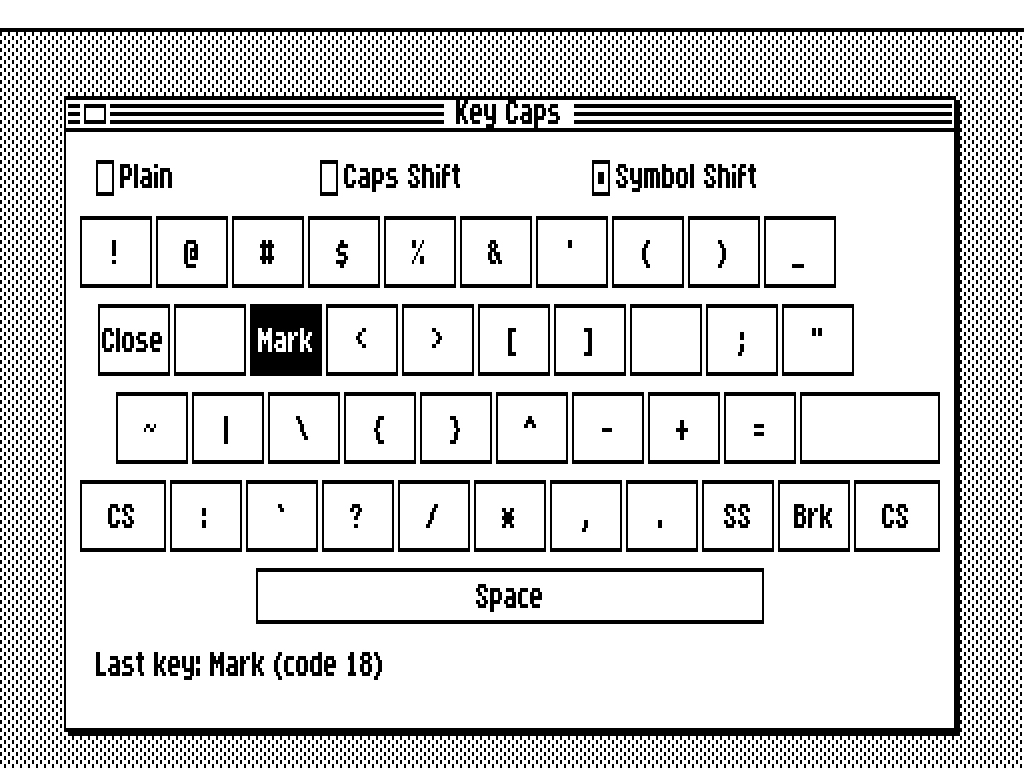 Key Caps
Plain Caps Shift Symbol Shift
! @ # $ % & ' ( ) _
Close Mark < > [ ] ; "
~ | \ { } ^ - + =
CS : ` ? / * , . SS Brk CS
Space
Last key: Mark (code 18)